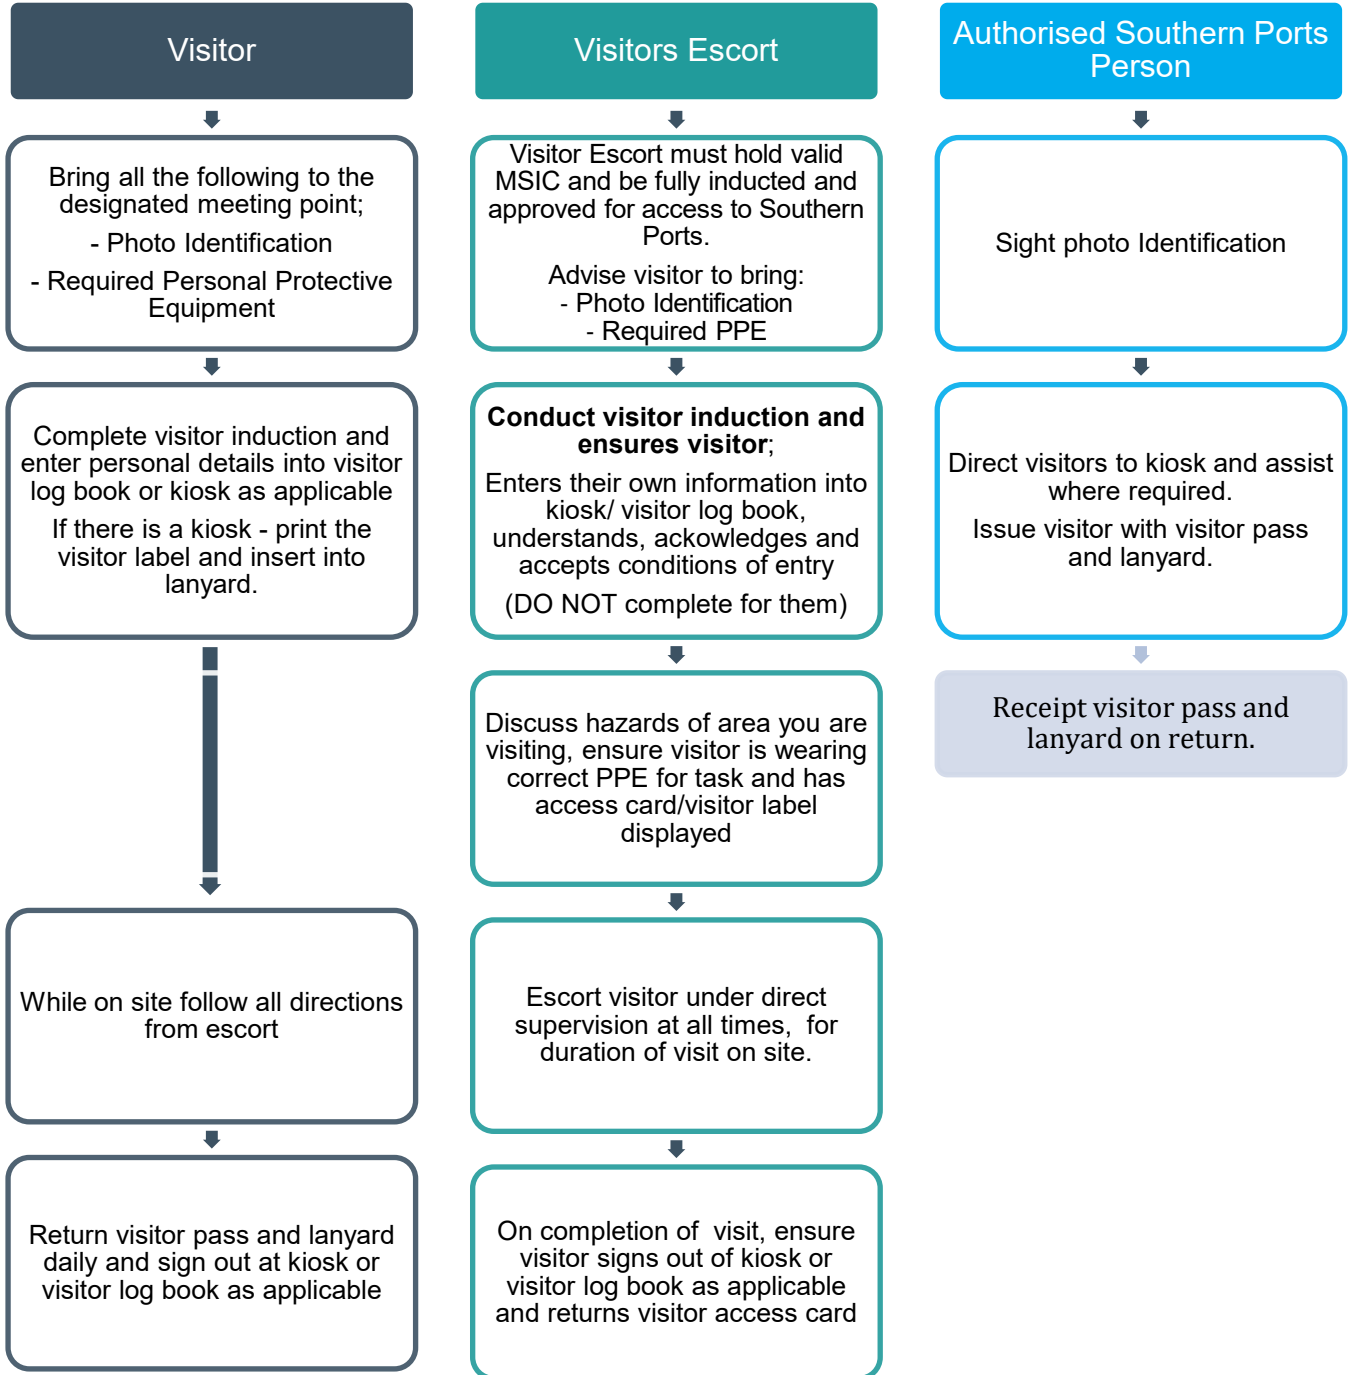 Visitor
Bring all the following to the
designated meeting point;
- Photo Identification
- Required Personal Protective
Equipment
Complete visitor induction and
enter personal details into visitor
log book or kiosk as applicable
If there is a kiosk - print the
visitor label and insert into
lanyard.
While on site follow all directions
from escort
Return visitor pass and lanyard
daily and sign out at kiosk or
visitor log book as applicable
Visitors Escort
Visitor Escort must hold valid
MSIC and be fully inducted and
approved for access to Southern
Ports.
Advise visitor to bring:
- Photo Identification
- Required PPE
Conduct visitor induction and
ensures visitor;
Enters their own information into
kiosk/ visitor log book,
understands, ackowledges and
accepts conditions of entry
(DO NOT complete for them)
Discuss hazards of area you are
visiting, ensure visitor is wearing
correct PPE for task and has
access card/visitor label
displayed
Escort visitor under direct
supervision at all times, for
duration of visit on site.
On completion of visit, ensure
visitor signs out of kiosk or
visitor log book as applicable
and returns visitor access card
Authorised Southern Ports
Person
Sight photo Identification
Direct visitors to kiosk and assist
where required.
Issue visitor with visitor pass
and lanyard.
Receipt visitor pass and
lanyard on return.